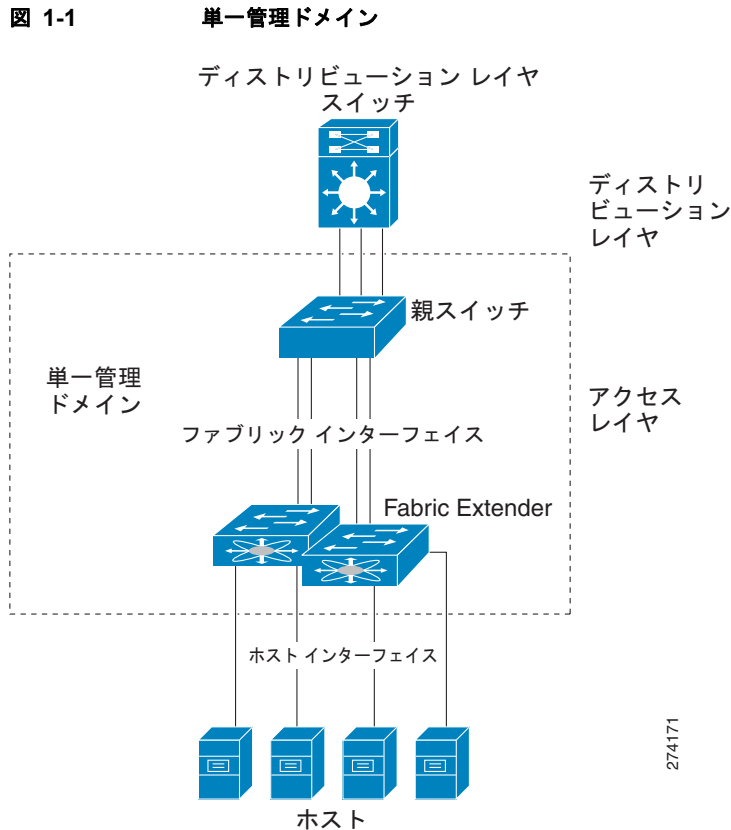 図 1-1 単一管理ドメイン
ディストリビューション レイヤ
スイッチ
ディストリ
ビューション
レイヤ
親スイッチ
単一管理
ドメイン
アクセス
レイヤ
ファブリック インターフェイス
Fabric Extender
ホスト インターフェイス
274171
ホスト